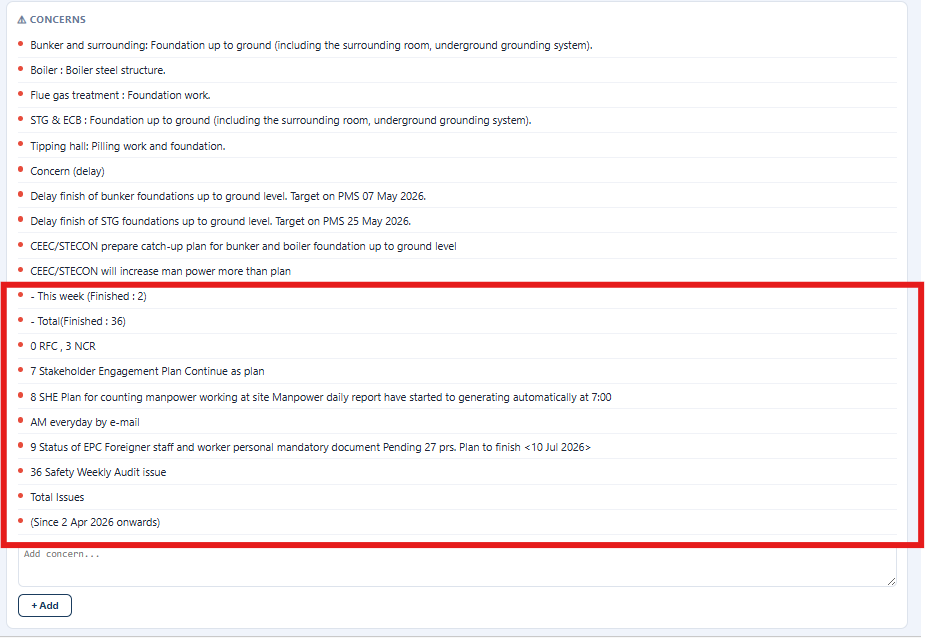 ⚠ CONCERNS
Bunker and surrounding: Foundation up to ground (including the surrounding room, underground grounding system).
Boiler : Boiler steel structure.
Flue gas treatment : Foundation work.
STG & ECB : Foundation up to ground (including the surrounding room, underground grounding system).
Tipping hall: Pilling work and foundation.
Concern (delay)
Delay finish of bunker foundations up to ground level. Target on PMS 07 May 2026.
Delay finish of STG foundations up to ground level. Target on PMS 25 May 2026.
CEEC/STECON prepare catch-up plan for bunker and boiler foundation up to ground level
CEEC/STECON will increase man power more than plan
- This week (Finished : 2)
- Total(Finished : 36)
0 RFC , 3 NCR
7 Stakeholder Engagement Plan Continue as plan
8 SHE Plan for counting manpower working at site Manpower daily report have started to generating automatically at 7:00
AM everyday by e-mail
9 Status of EPC Foreigner staff and worker personal mandatory document Pending 27 prs. Plan to finish <10 Jul 2026>
36 Safety Weekly Audit issue
Total Issues
(Since 2 Apr 2026 onwards)
Add concern...
+ Add